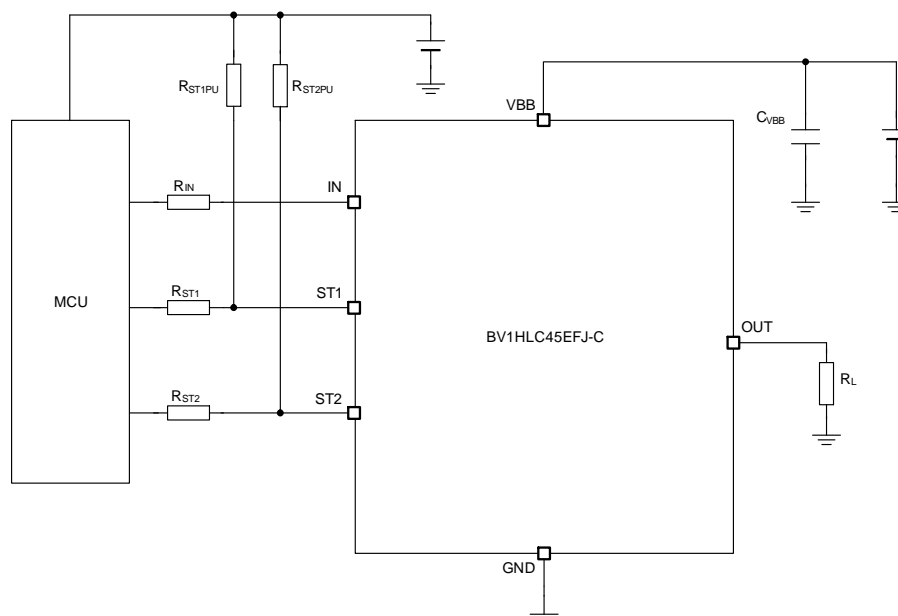 RST1PU
RST2PU
VBB
CVBB
RIN
IN
MCU
RST1
ST1
BV1HLC45EFJ-C
OUT
RL
RST2
ST2
GND